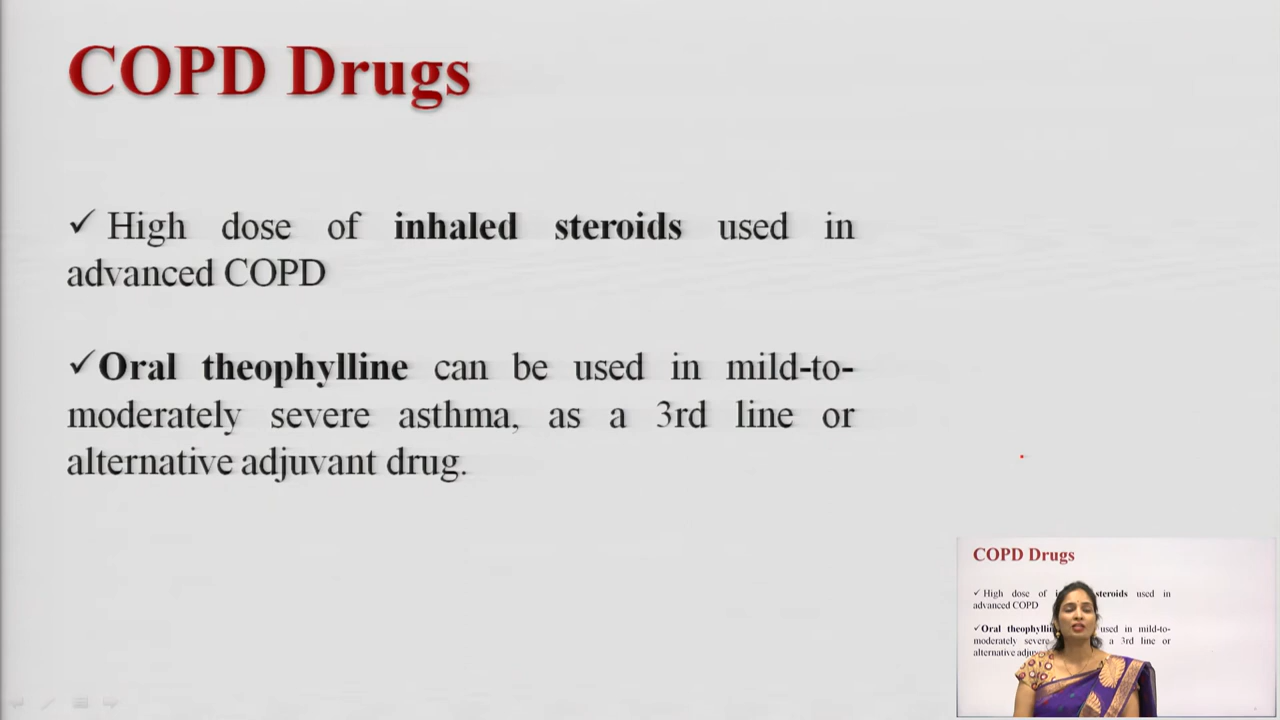 COPD Drugs
✓ High dose of inhaled steroids used in
advanced COPD
✓Oral theophylline can be used in mild-to-
moderately severe asthma, as a 3rd line or
alternative adjuvant drug.
COPD Drugs
✓ High dose of steroids used in
advanced COPD
✓Oral used in mild-to-
moderately severe a 3rd line or
alternative